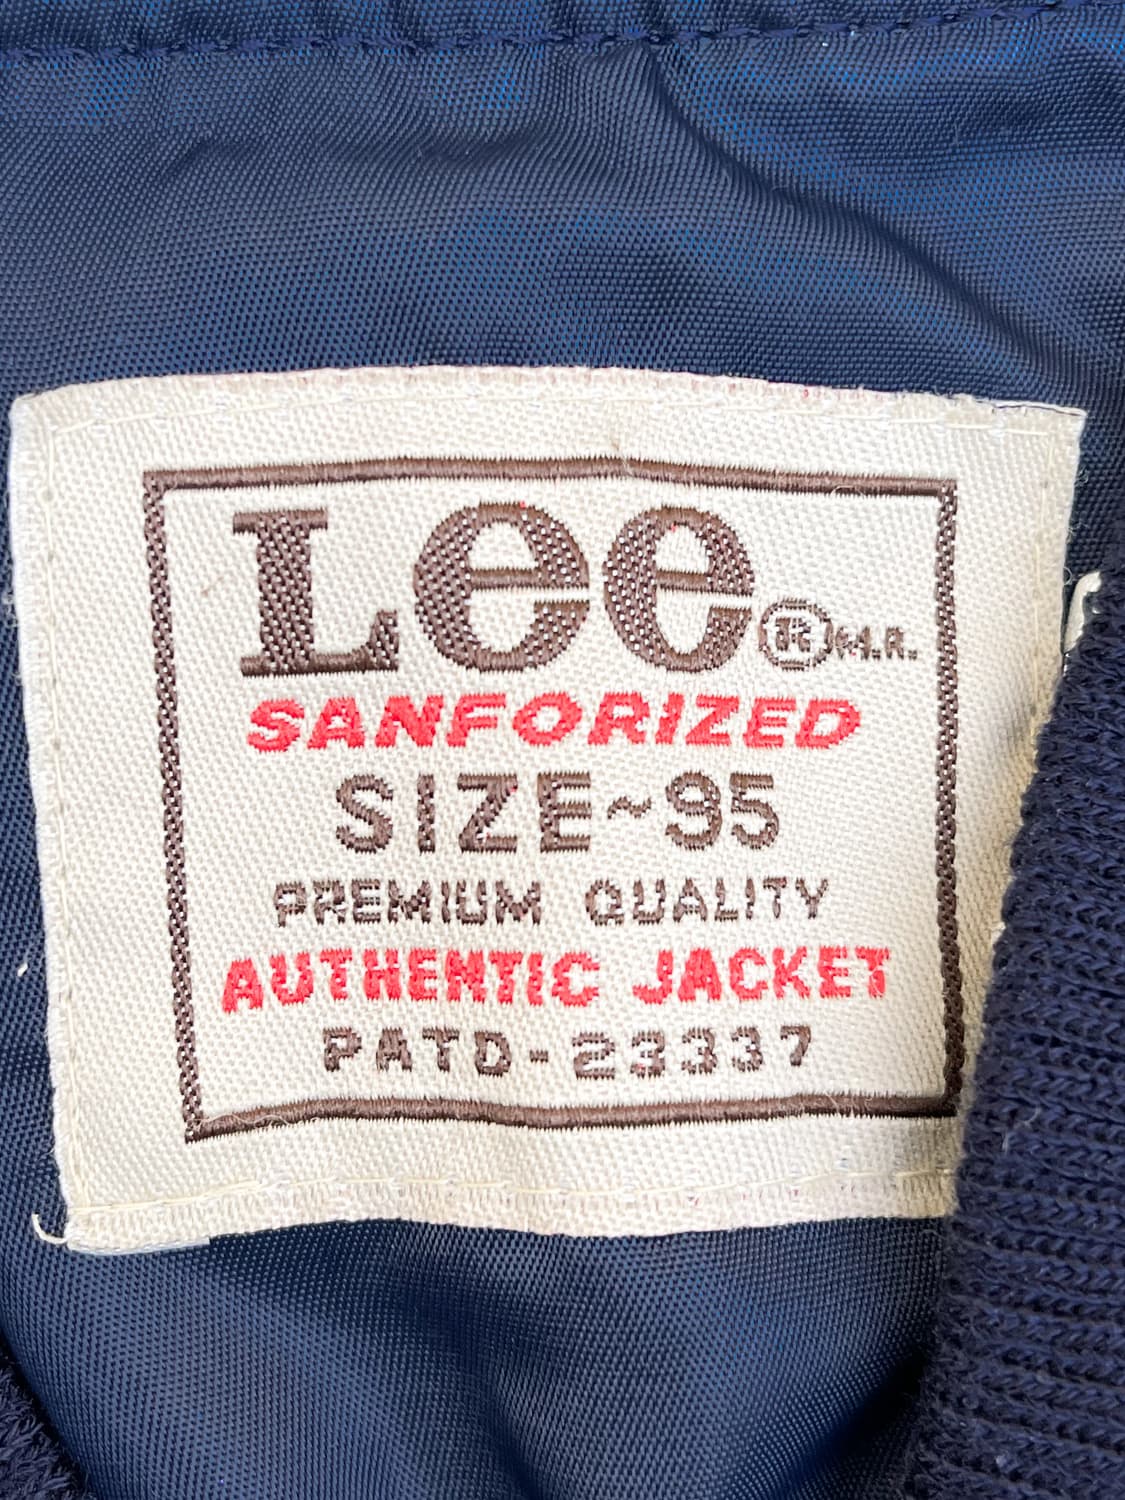 Lee ® M.R.
SANFORIZED
SIZE~95
PREMIUM QUALITY
AUTHENTIC JACKET
PATD-23337